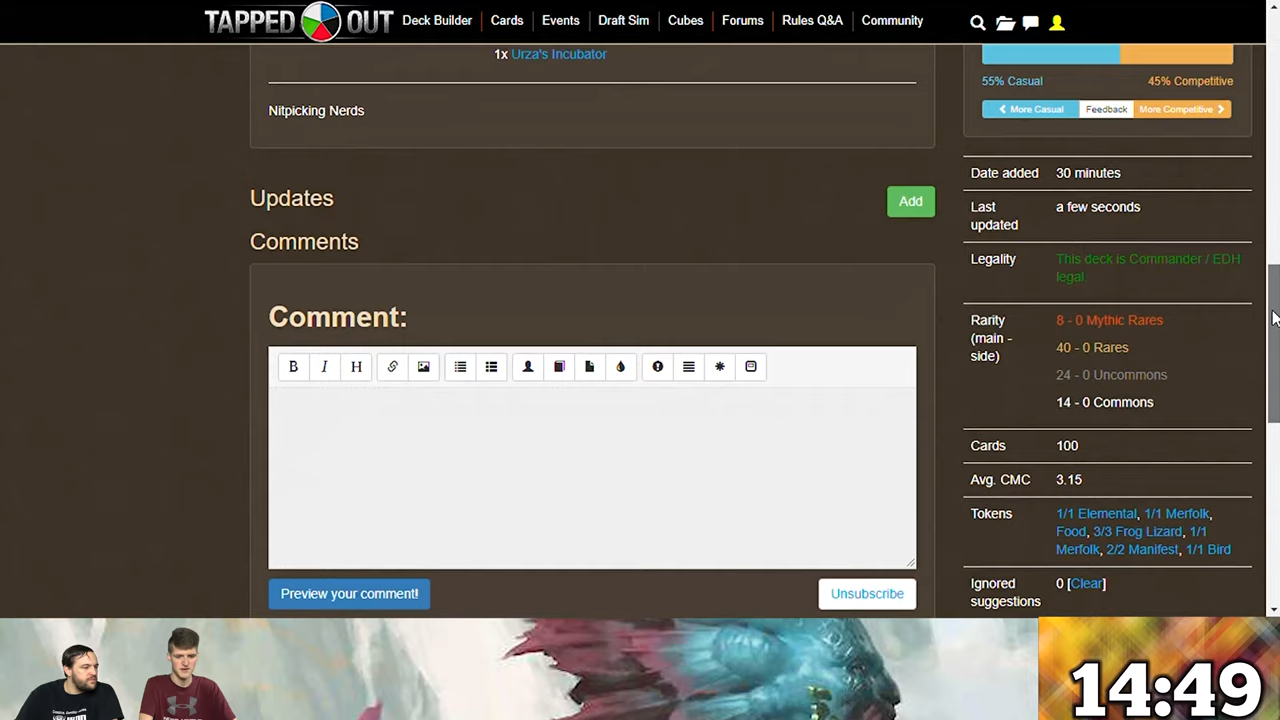 TAPPED OUT
Deck Builder
Cards
Events
Draft Sim
Cubes
Forums
Rules Q&A
Community
1x Urza's Incubator
Nitpicking Nerds
Updates
Add
Comments
Comment:
B I H
Preview your comment!
Unsubscribe
55% Casual
45% Competitive
More Casual
Feedback
More Competitive
Date added 30 minutes
Last a few seconds
updated
Legality This deck is Commander / EDH
legal.
Rarity 8 - 0 Mythic Rares
(main - 40 - 0 Rares
side) 24 - 0 Uncommons
14 - 0 Commons
Cards 100
Avg. CMC 3.15
Tokens 1/1 Elemental, 1/1 Merfolk,
Food, 3/3 Frog Lizard, 1/1
Merfolk, 2/2 Manifest, 1/1 Bird
Ignored 0 [Clear]
suggestions
14:49